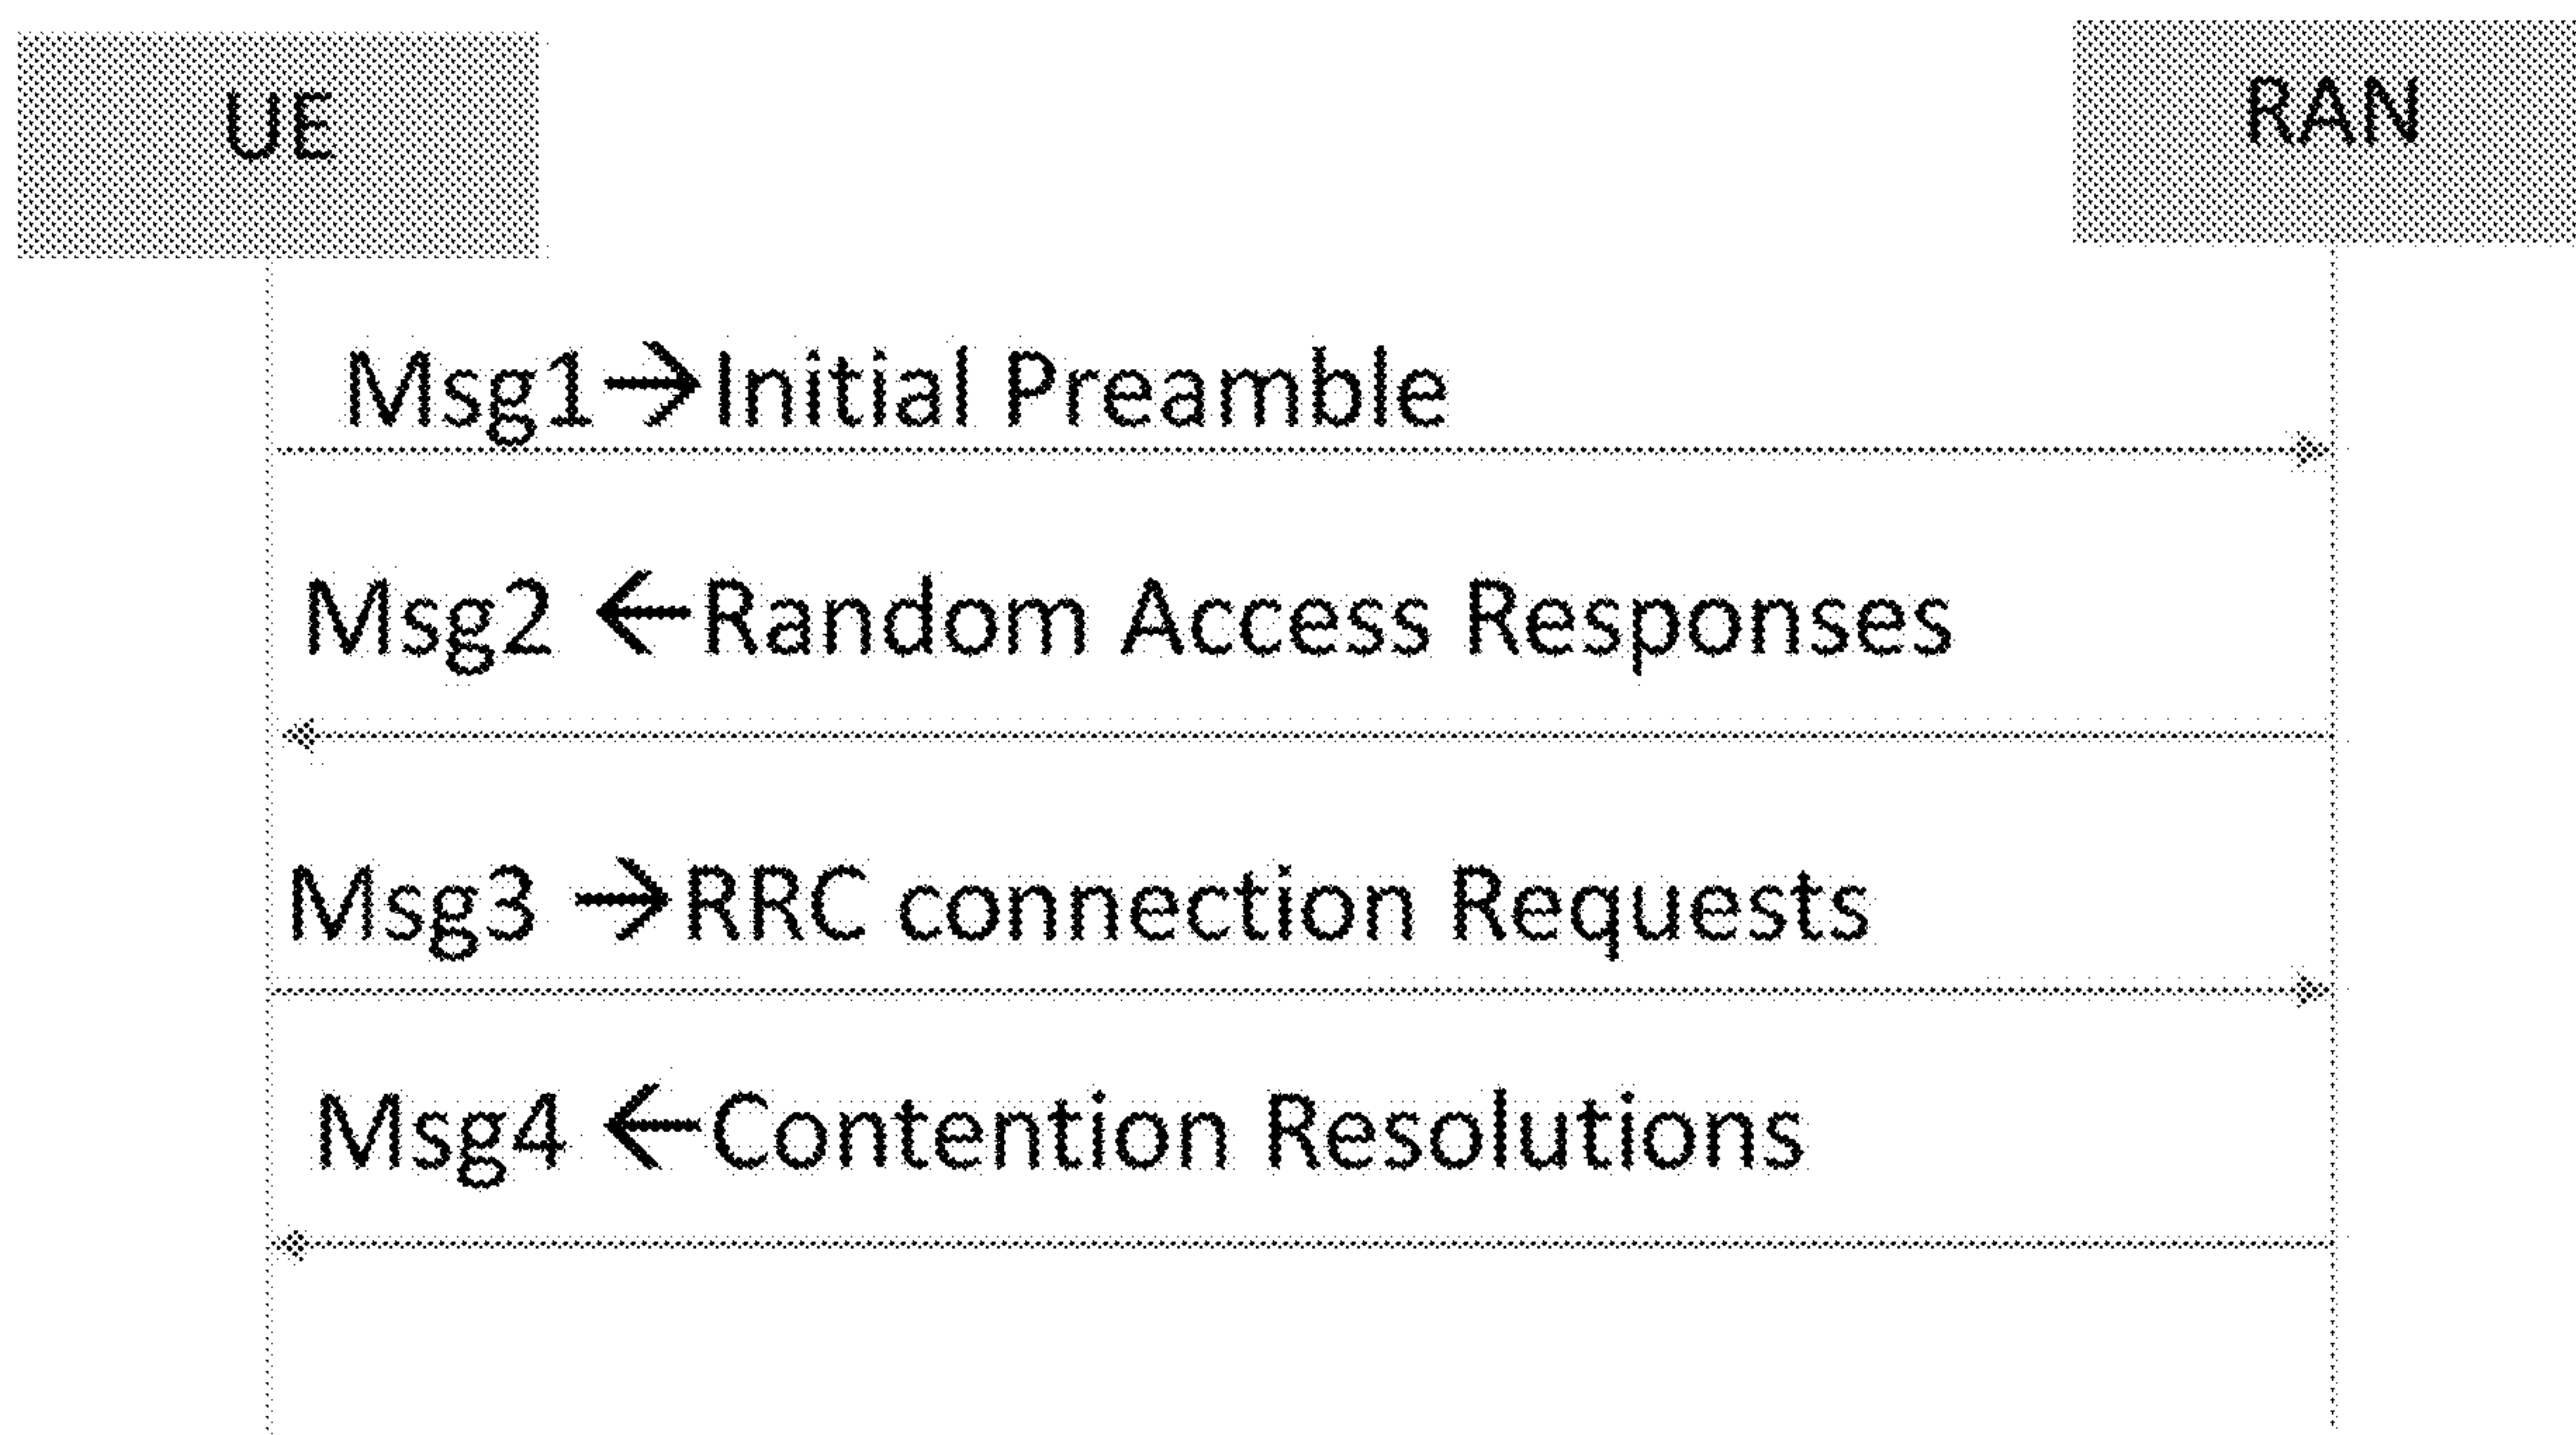 UE
RAN
Msg1→Initial Preamble
Msg2 ←Random Access Responses
Msg3 →RRC connection Requests
Msg4 ←Contention Resolutions